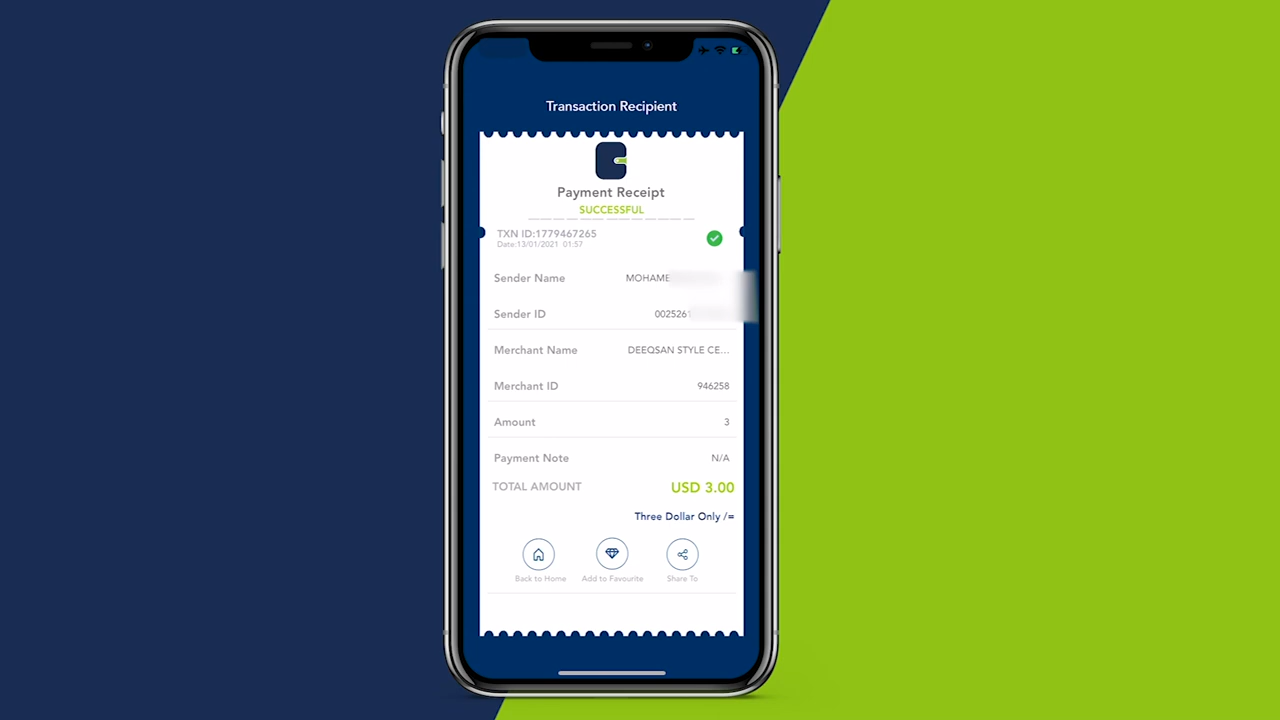 Transaction Recipient
Payment Receipt
SUCCESSFUL
TXN ID:1779467265
Date:13/01/2021 01:57
Sender Name MOHAME
Sender ID 0025261
Merchant Name DEEQSAN STYLE CE...
Merchant ID 946258
Amount 3
Payment Note N/A
TOTAL AMOUNT USD 3.00
Three Dollar Only /=
Back to Home Add to Favourite Share To